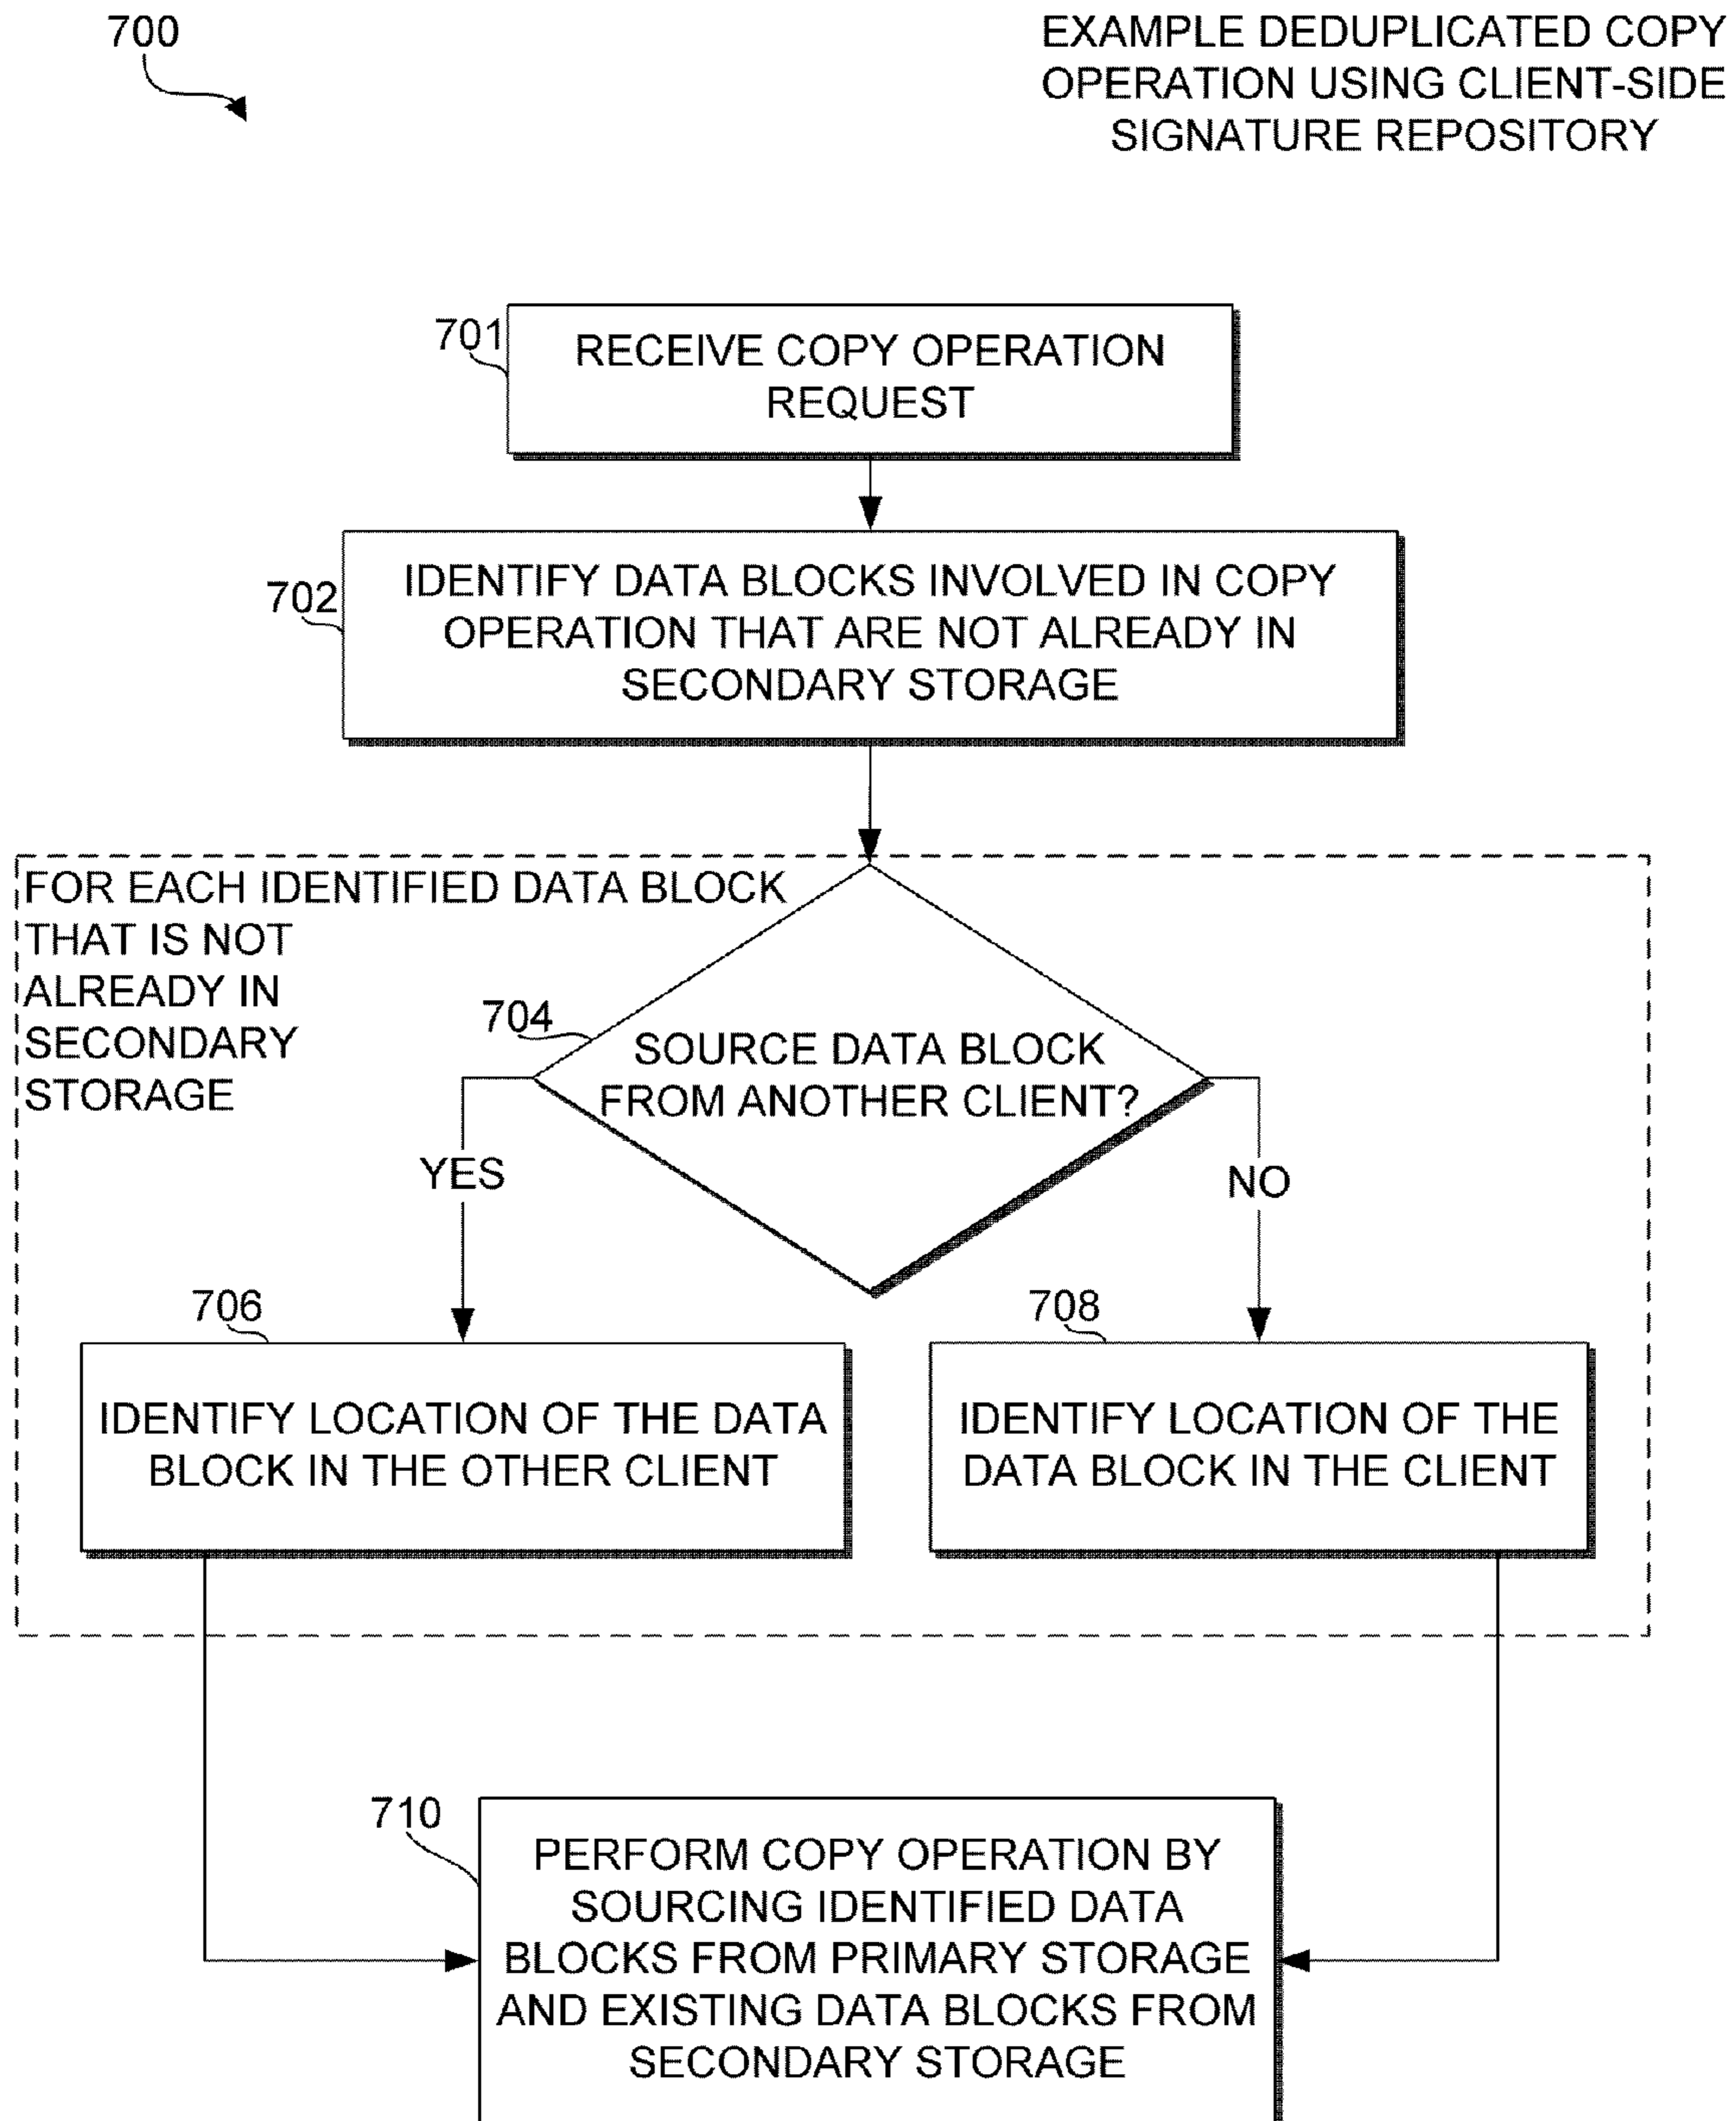 700
EXAMPLE DEDUPLICATED COPY
OPERATION USING CLIENT-SIDE
SIGNATURE REPOSITORY
701
RECEIVE COPY OPERATION
REQUEST
702
IDENTIFY DATA BLOCKS INVOLVED IN COPY
OPERATION THAT ARE NOT ALREADY IN
SECONDARY STORAGE
FOR EACH IDENTIFIED DATA BLOCK
THAT IS NOT
ALREADY IN
SECONDARY
STORAGE
704
SOURCE DATA BLOCK
FROM ANOTHER CLIENT?
YES
NO
706
IDENTIFY LOCATION OF THE DATA
BLOCK IN THE OTHER CLIENT
708
IDENTIFY LOCATION OF THE
DATA BLOCK IN THE CLIENT
710
PERFORM COPY OPERATION BY
SOURCING IDENTIFIED DATA
BLOCKS FROM PRIMARY STORAGE
AND EXISTING DATA BLOCKS FROM
SECONDARY STORAGE